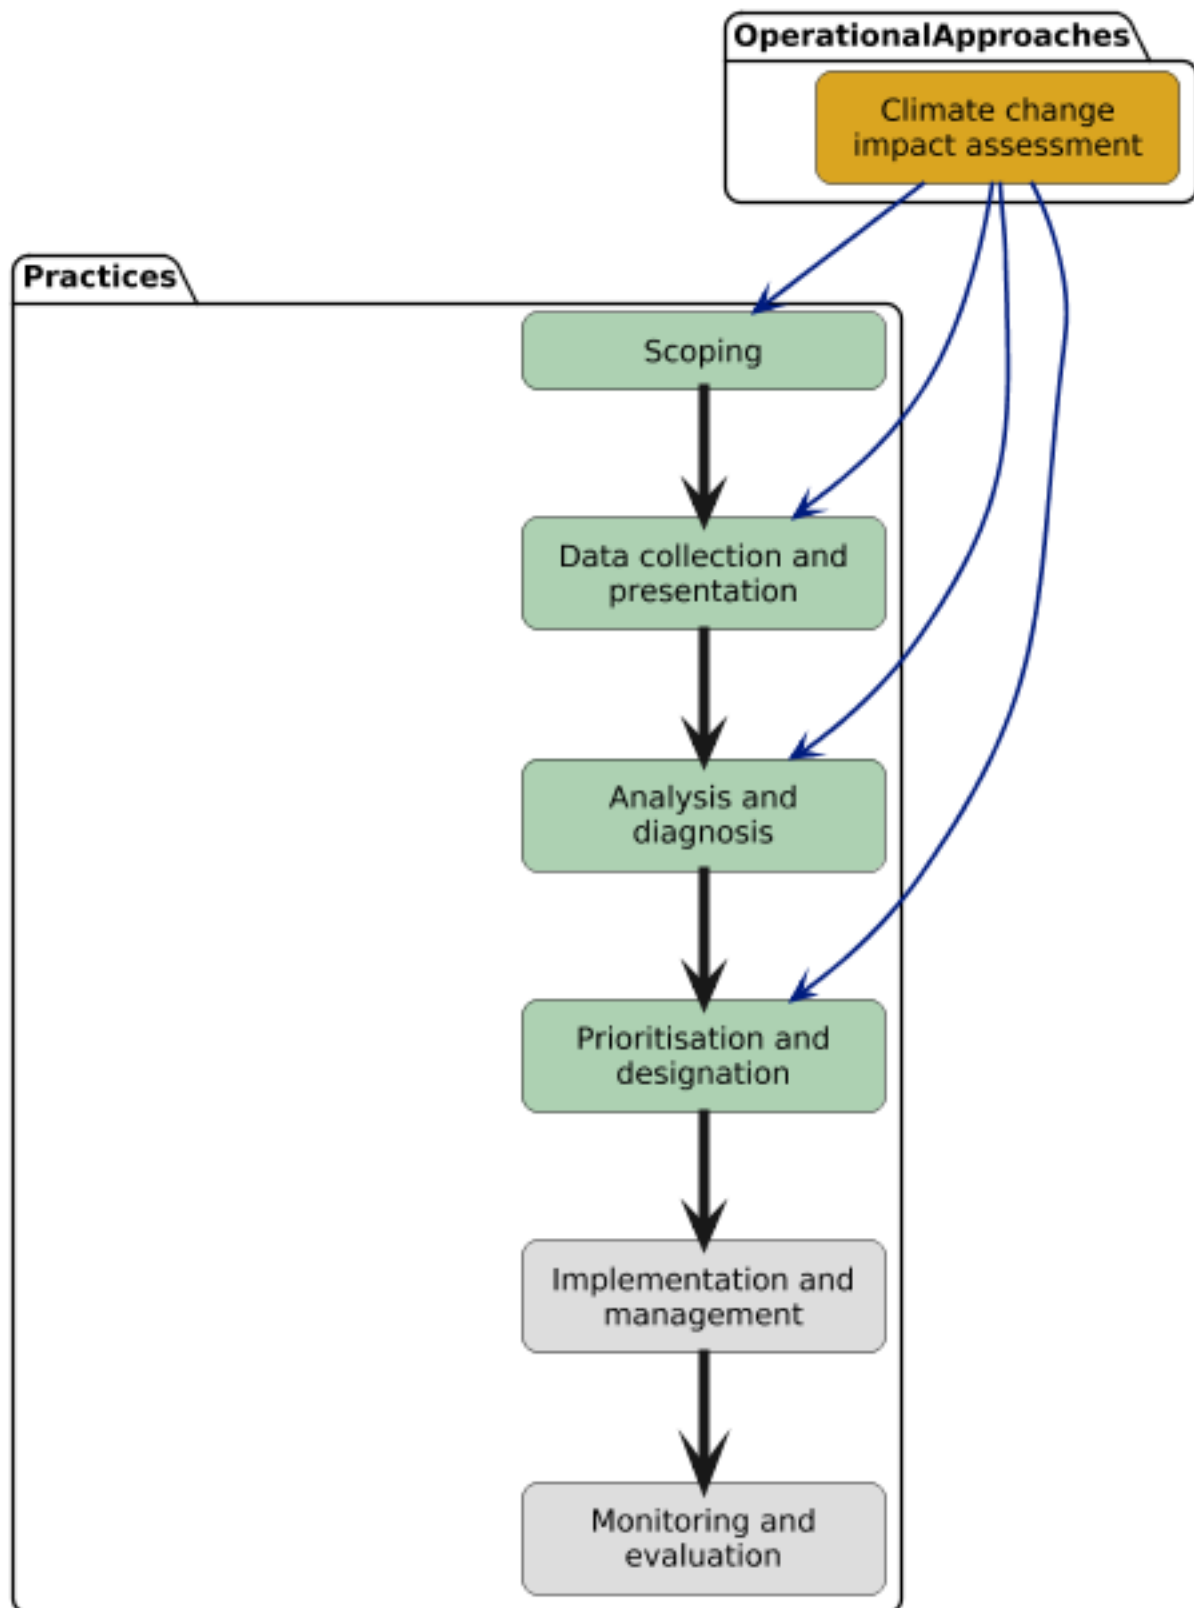 OperationalApproaches
Climate change
impact assessment
Practices
Scoping
Data collection and
presentation
Analysis and
diagnosis
Prioritisation and
designation
Implementation and
management
Monitoring and
evaluation